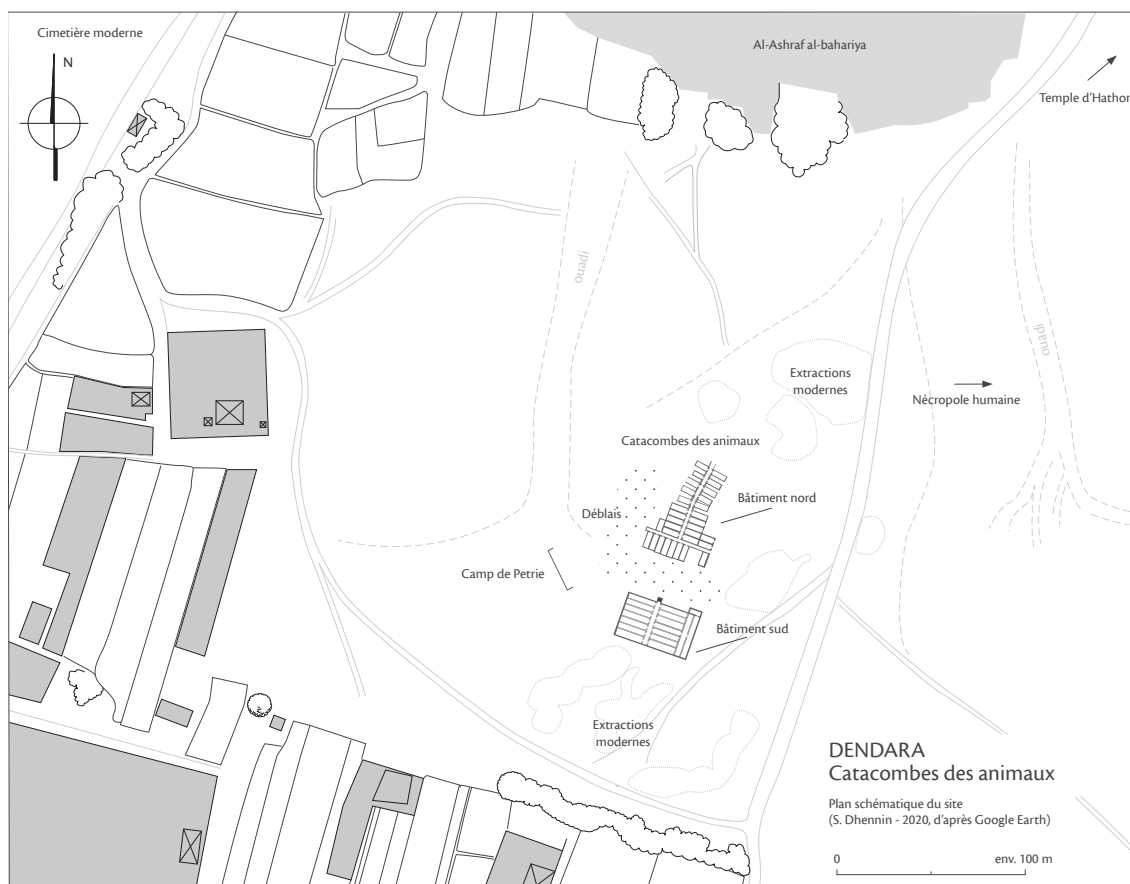 Cimetière moderne
N
Al-Ashraf al-bahariya
Temple d'Hathor
ouadi
ouadi
Extractions
modernes
Nécropole humaine
Catacombes des animaux
Bâtiment nord
Déblais
Camp de Petrie
Bâtiment sud
Extractions
modernes
DENDARA
Catacombes des animaux
Plan schématique du site
(S. Dhennin - 2020, d'après Google Earth)
0
env. 100 m